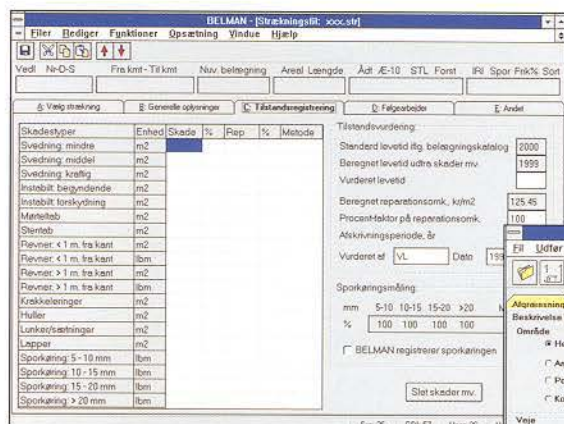 BELMAN - [Strækningsfil: xxx.str]
Filer Rediger Funktioner Opsætning Vindue Hjælp
Vedl Nr-D-S Fra kmt - Til kmt Nuv. belægning Areal Længde Ådt Æ-10 STL Forst IRI Spor Frik% Sort
A: Vælg strækning B: Generelle oplysninger C: Tilstandsregistrering D: Følgearbejder E: Andet
Skadestyper Enhed Skade % Rep % Metode
Svedning: mindre m2
Svedning: middel m2
Svedning: kraftig m2
Instabilt: begyndende m2
Instabilt: forskydning m2
Mørteltab m2
Stentab m2
Revner: < 1 m. fra kant m2
Revner: < 1 m. fra kant lbm
Revner: > 1 m. fra kant m2
Revner: > 1 m. fra kant lbm
Krakkeleringer m2
Huller m2
Lunker/sætninger m2
Lapper m2
Sporkøring: 5 - 10 mm lbm
Sporkøring: 10 - 15 mm lbm
Sporkøring: 15 - 20 mm lbm
Sporkøring: > 20 mm lbm
Tilstandsvurdering:
Standard levetid iflg. belægningskatalog 2000
Beregnet levetid udfra skader mv. 1999
Vurderet levetid
Beregnet reparationsomk, kr/m2 125.45
Procentfaktor på reparationsomk. 100
Afskrivningsperiode, år
Vurderet af VL Dato 199
Sporkøringsmåling:
mm 5-10 10-15 15-20 >20
% 100 100 100 100
BELMAN registrerer sporkøringen
Slet skader mv.
Fil Udfør
Afgrænsning
Beskrivelse
Område
Veje